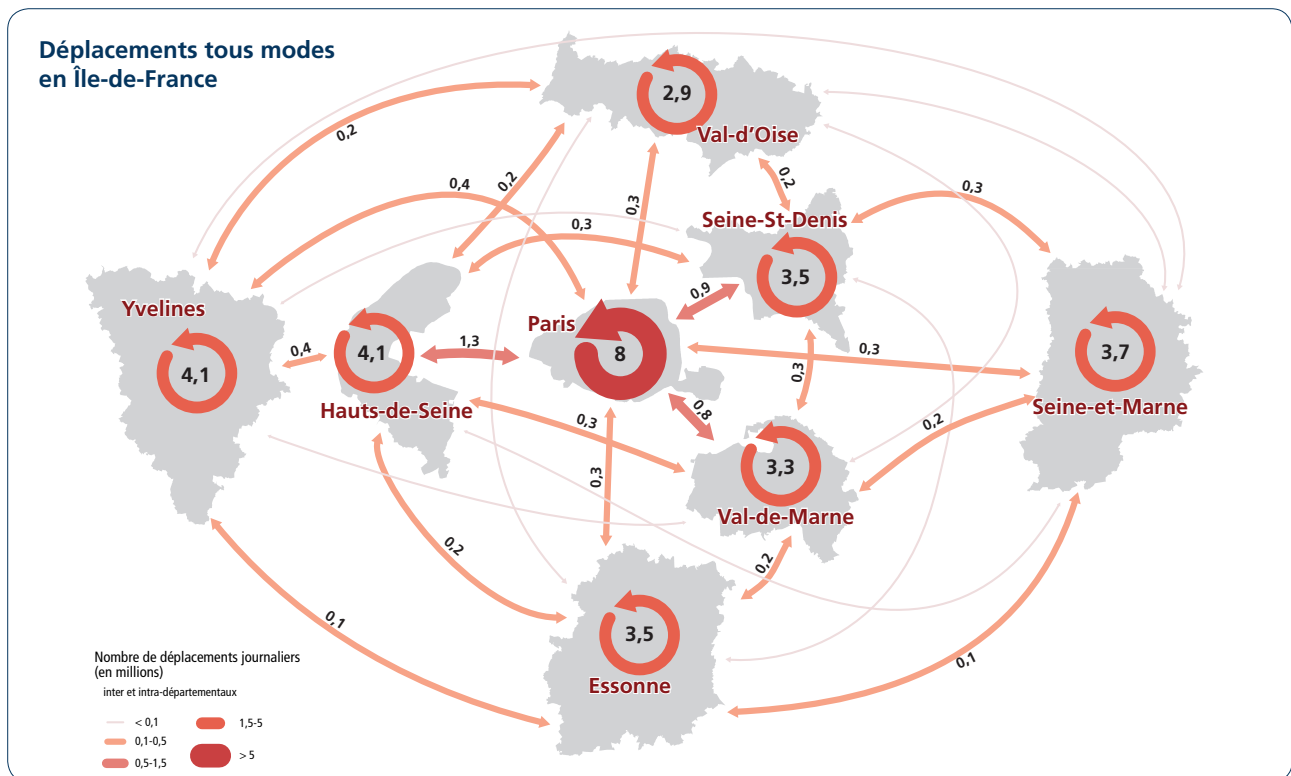 Déplacements tous modes
en Île-de-France
2,9
Val-d'Oise
0,2
0,2
0,4
0,3
0,2
0,3
0,3
Seine-St-Denis
3,5
Yvelines
4,1
0,4
4,1
Hauts-de-Seine
1,3
Paris
8
0,9
0,3
3,7
Seine-et-Marne
0,8
0,3
0,3
0,2
0,3
3,3
Val-de-Marne
0,2
0,2
0,1
3,5
Essonne
0,1
Nombre de déplacements journaliers
(en millions)
inter et intra-départementaux
< 0,1
1,5-5
0,1-0,5
0,5-1,5
> 5